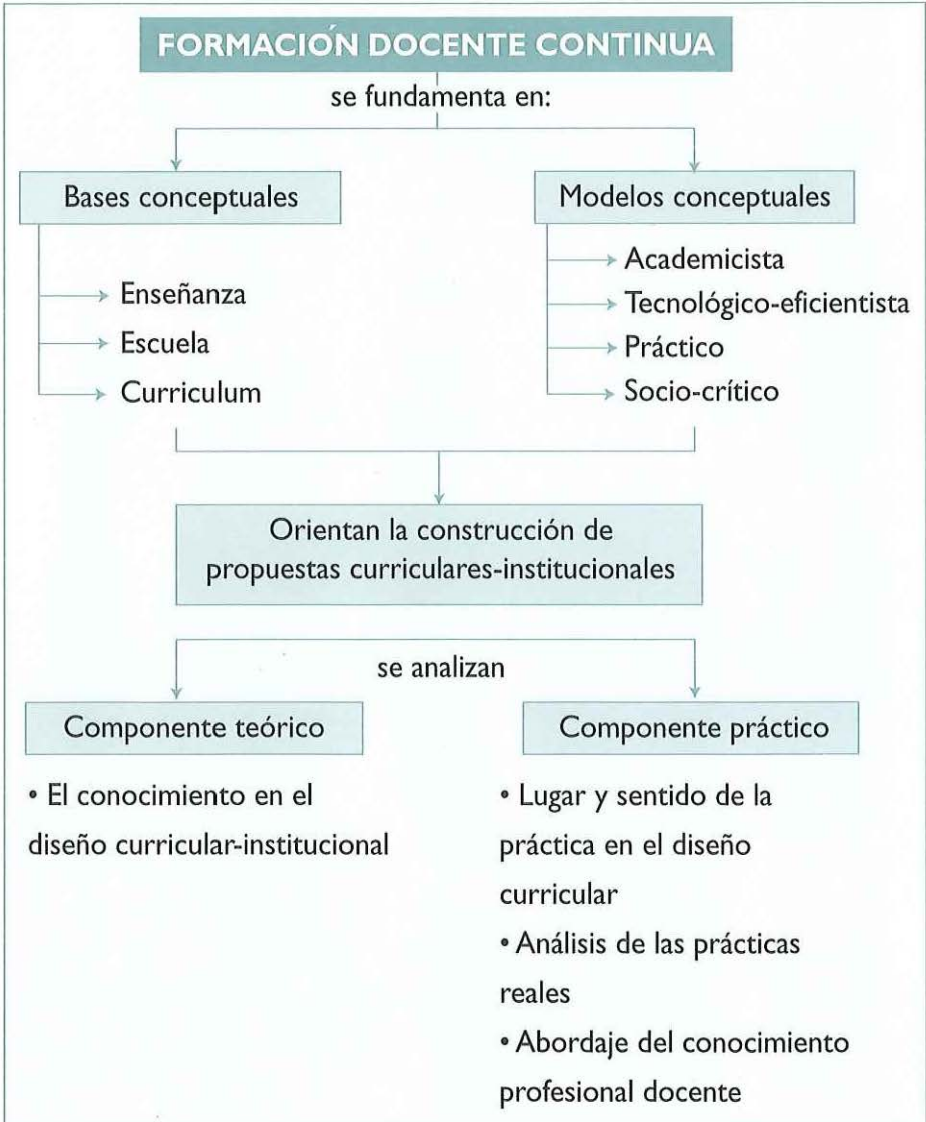 FORMACIÓN DOCENTE CONTINUA
se fundamenta en:
Bases conceptuales
Enseñanza
Escuela
Curriculum
Modelos conceptuales
Academicista
Tecnológico-eficientista
Práctico
Socio-crítico
Orientan la construcción de
propuestas curriculares-institucionales
se analizan
Componente teórico
• El conocimiento en el
diseño curricular-institucional
Componente práctico
• Lugar y sentido de la
práctica en el diseño
curricular
• Análisis de las prácticas
reales
• Abordaje del conocimiento
profesional docente